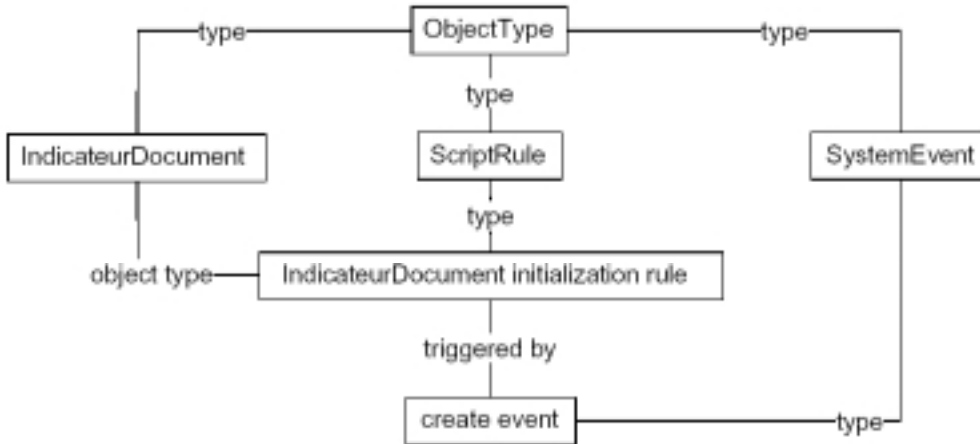 type
ObjectType
type
type
IndicateurDocument
ScriptRule
SystemEvent
type
object type
IndicateurDocument initialization rule
triggered by
create event
type